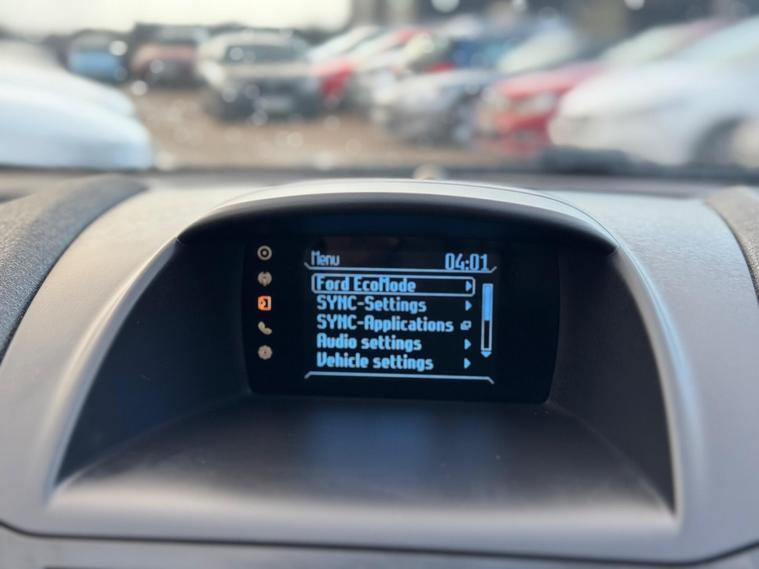 Menu 04:01
Ford EcoMode
SYNC-Settings
SYNC-Applications
Audio settings
Vehicle settings